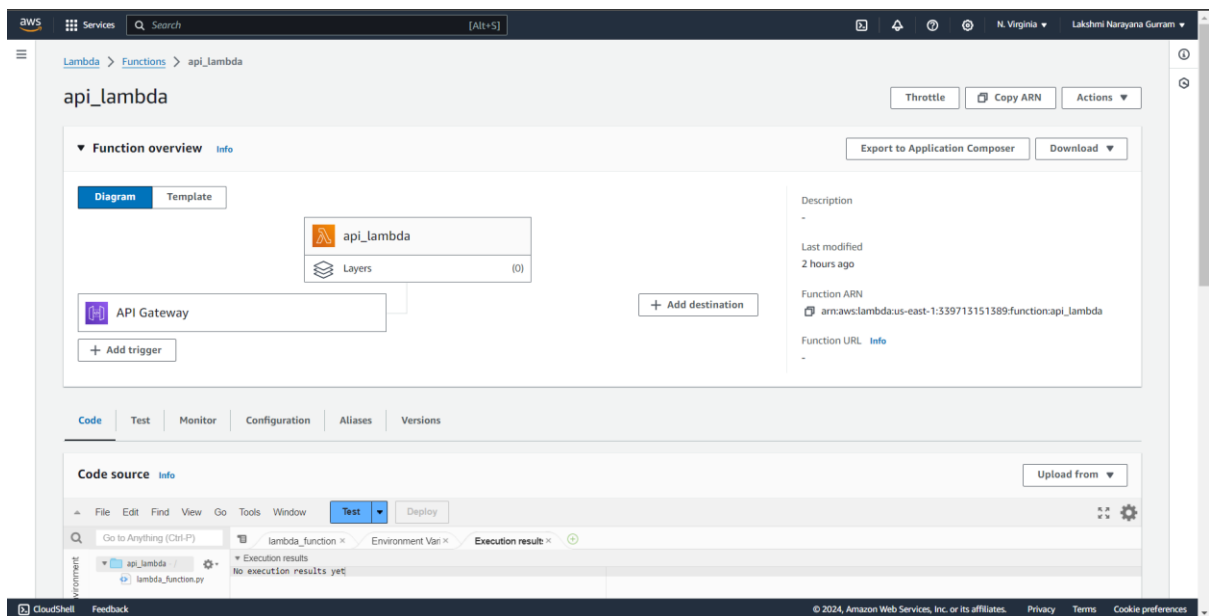 aws Services Search [Alt+S] N. Virginia Lakshmi Narayana Gurram
Lambda > Functions > api_lambda
api_lambda Throttle Copy ARN Actions
Function overview Info Export to Application Composer Download
Diagram Template
Description
-
api_lambda
Last modified
2 hours ago
Layers (0)
Function ARN
arn:aws:lambda:us-east-1:339713151389:function:api_lambda
API Gateway + Add destination
Function URL Info
-
+ Add trigger
Code Test Monitor Configuration Aliases Versions
Code source Info Upload from
File Edit Find View Go Tools Window Test Deploy
Go to Anything (Ctrl-P) lambda_function × Environment Vari × Execution results ×
api_lambda / Execution results
lambda_function.py No execution results yet
CloudShell Feedback © 2024, Amazon Web Services, Inc. or its affiliates. Privacy Terms Cookie preferences